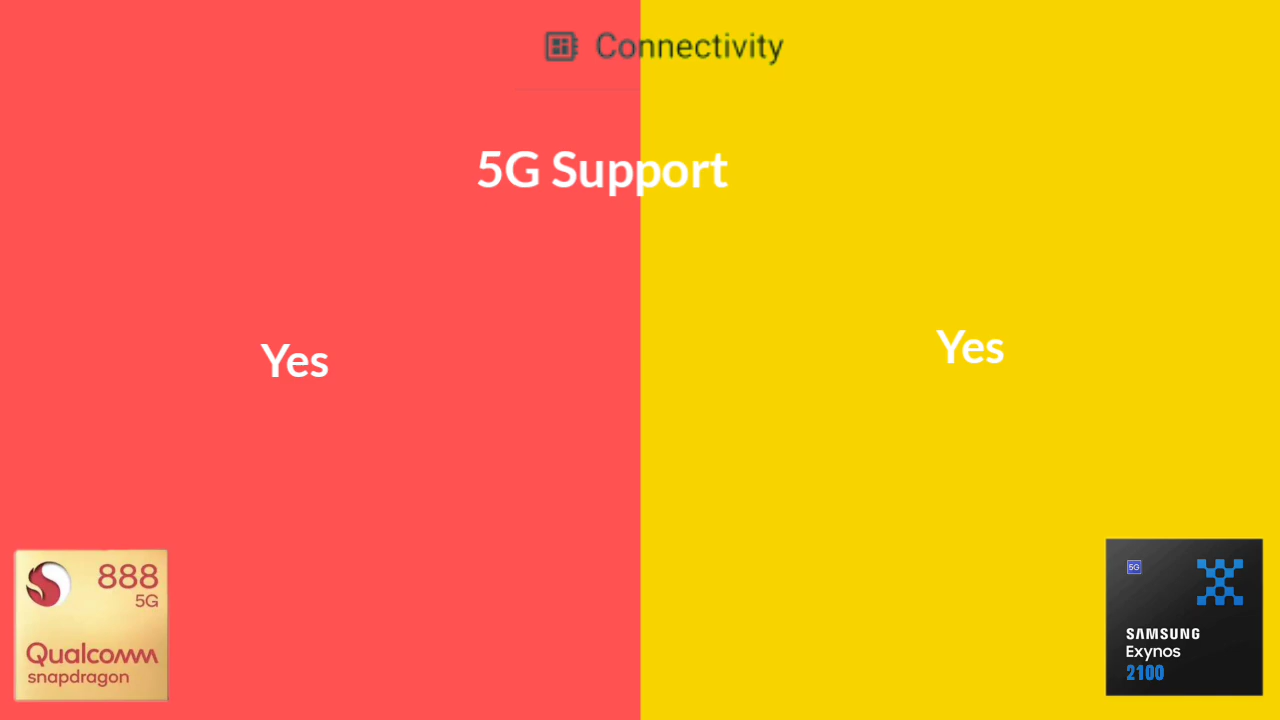 Connectivity
5G Support
Yes
Yes
888
5G
Qualcomm
snapdragon
5G
SAMSUNG
Exynos
2100